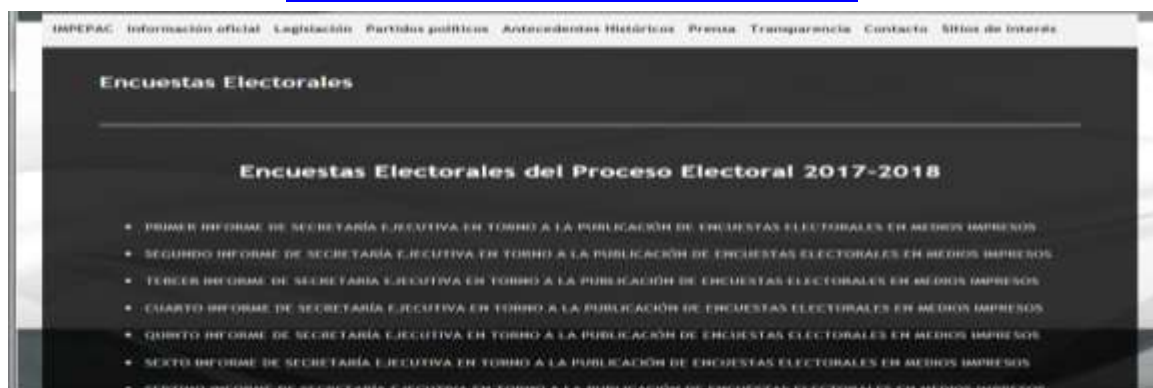 IMPEPAC Información oficial Legislación Partidos políticos Antecedentes Históricos Prensa Transparencia Contacto Sitios de interés
Encuestas Electorales
Encuestas Electorales del Proceso Electoral 2017-2018
• PRIMER INFORME DE SECRETARÍA EJECUTIVA EN TORNO A LA PUBLICACIÓN DE ENCUESTAS ELECTORALES EN MEDIOS IMPRESOS
• SEGUNDO INFORME DE SECRETARÍA EJECUTIVA EN TORNO A LA PUBLICACIÓN DE ENCUESTAS ELECTORALES EN MEDIOS IMPRESOS
• TERCER INFORME DE SECRETARÍA EJECUTIVA EN TORNO A LA PUBLICACIÓN DE ENCUESTAS ELECTORALES EN MEDIOS IMPRESOS
• CUARTO INFORME DE SECRETARÍA EJECUTIVA EN TORNO A LA PUBLICACIÓN DE ENCUESTAS ELECTORALES EN MEDIOS IMPRESOS
• QUINTO INFORME DE SECRETARÍA EJECUTIVA EN TORNO A LA PUBLICACIÓN DE ENCUESTAS ELECTORALES EN MEDIOS IMPRESOS
• SEXTO INFORME DE SECRETARÍA EJECUTIVA EN TORNO A LA PUBLICACIÓN DE ENCUESTAS ELECTORALES EN MEDIOS IMPRESOS